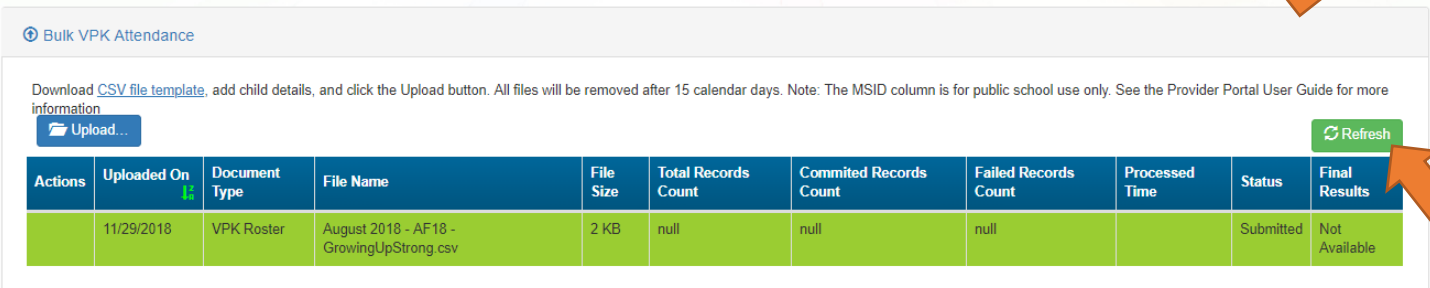 Bulk VPK Attendance
Download CSV file template, add child details, and click the Upload button. All files will be removed after 15 calendar days. Note: The MSID column is for public school use only. See the Provider Portal User Guide for more
information
Upload...
Refresh
Actions Uploaded On Document Type File Name File Size Total Records Count Commited Records Count Failed Records Count Processed Time Status Final Results
11/29/2018 VPK Roster August 2018 - AF18 - GrowingUpStrong.csv 2 KB null null null Submitted Not Available